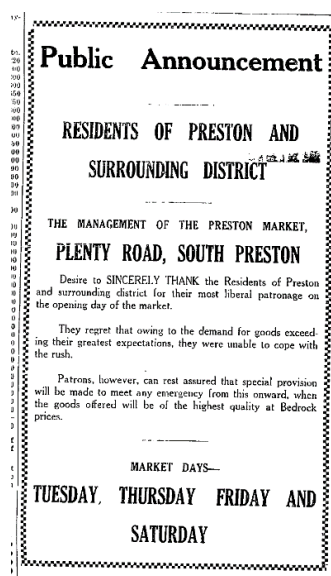 Public Announcement
RESIDENTS OF PRESTON AND
SURROUNDING DISTRICT
THE MANAGEMENT OF THE PRESTON MARKET,
PLENTY ROAD, SOUTH PRESTON
Desire to SINCERELY THANK the Residents of Preston
and surrounding district for their most liberal patronage on
the opening day of the market.
They regret that owing to the demand for goods exceed-
ing their greatest expectations, they were unable to cope with
the rush.
Patrons, however, can rest assured that special provision
will be made to meet any emergency from this onward, when
the goods offered will be of the highest quality at Bedrock
prices.
MARKET DAYS—
TUESDAY, THURSDAY FRIDAY AND
SATURDAY